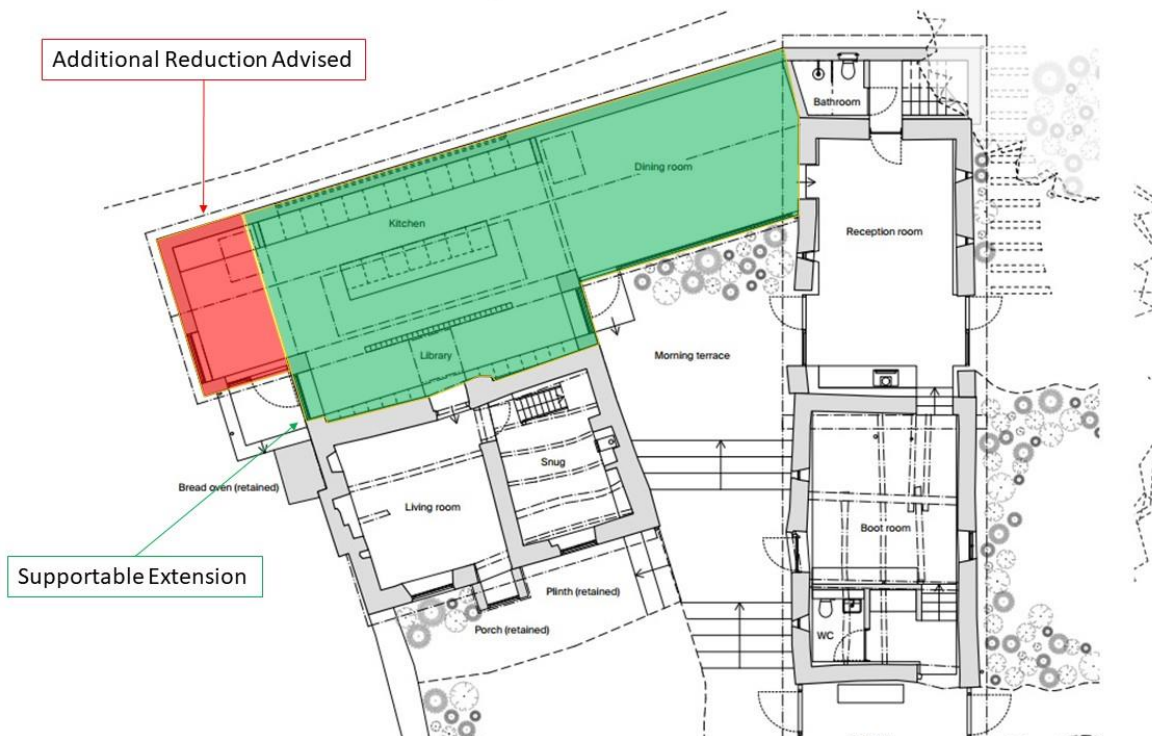 Additional Reduction Advised
Bathroom
Dining room
Kitchen
Reception room
Library
Morning terrace
Snug
Bread oven (retained)
Living room
Boot room
Supportable Extension
Plinth (retained)
Porch (retained)
WC